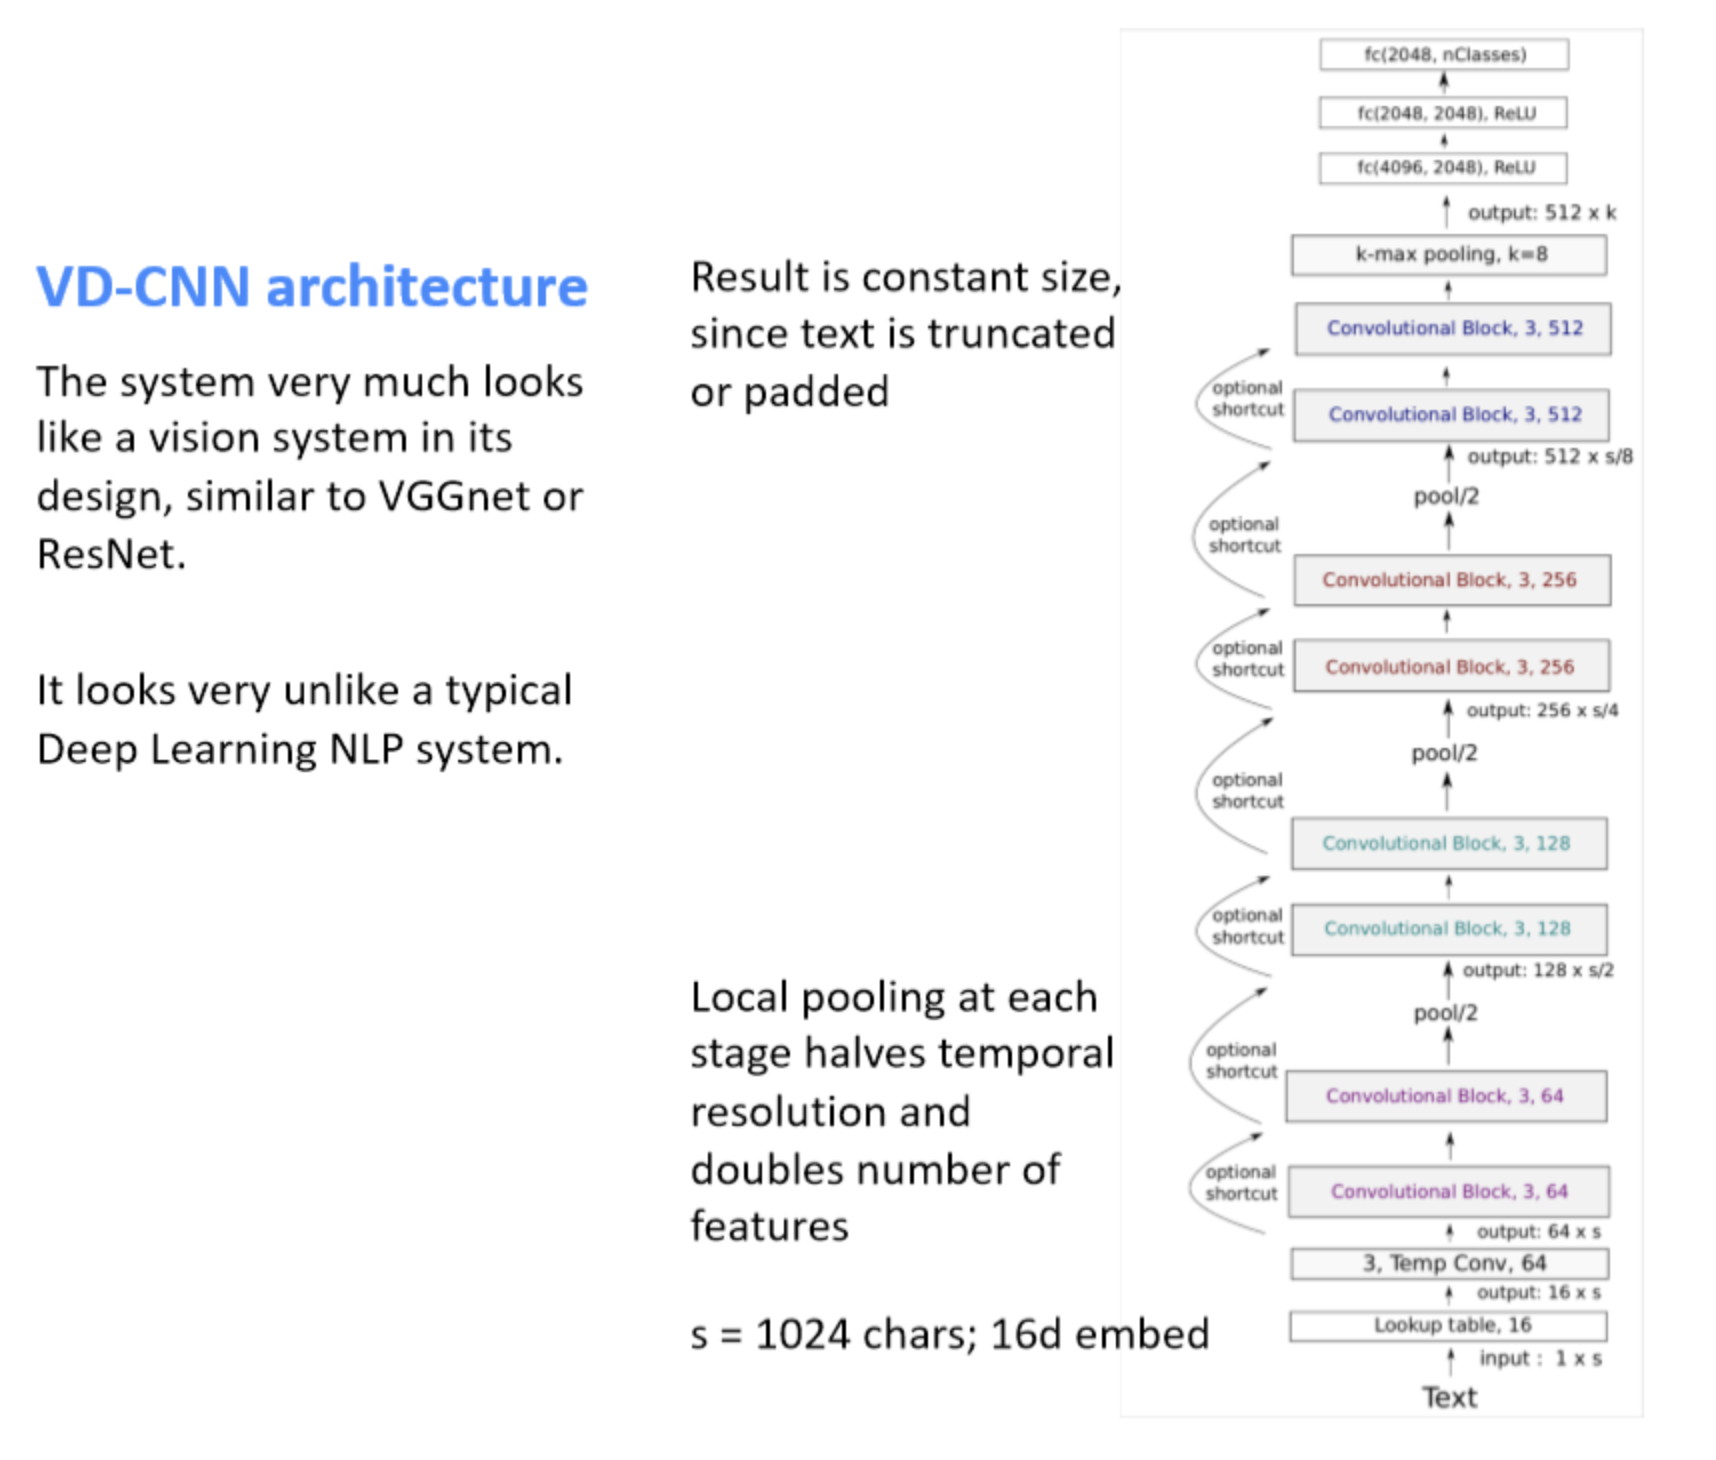 VD-CNN architecture
The system very much looks
like a vision system in its
design, similar to VGGnet or
ResNet.
It looks very unlike a typical
Deep Learning NLP system.
Result is constant size,
since text is truncated
or padded
Local pooling at each
stage halves temporal
resolution and
doubles number of
features
s = 1024 chars; 16d embed
fc(2048, nClasses)
fc(2048, 2048), ReLU
fc(4096, 2048), ReLU
output: 512 x k
k-max pooling, k=8
Convolutional Block, 3, 512
optional
shortcut
Convolutional Block, 3, 512
output: 512 x s/8
pool/2
optional
shortcut
Convolutional Block, 3, 256
optional
shortcut
Convolutional Block, 3, 256
output: 256 x s/4
pool/2
optional
shortcut
Convolutional Block, 3, 128
optional
shortcut
Convolutional Block, 3, 128
output: 128 x s/2
pool/2
optional
shortcut
Convolutional Block, 3, 64
optional
shortcut
Convolutional Block, 3, 64
output: 64 x s
3, Temp Conv, 64
output: 16 x s
Lookup table, 16
input : 1 x s
Text